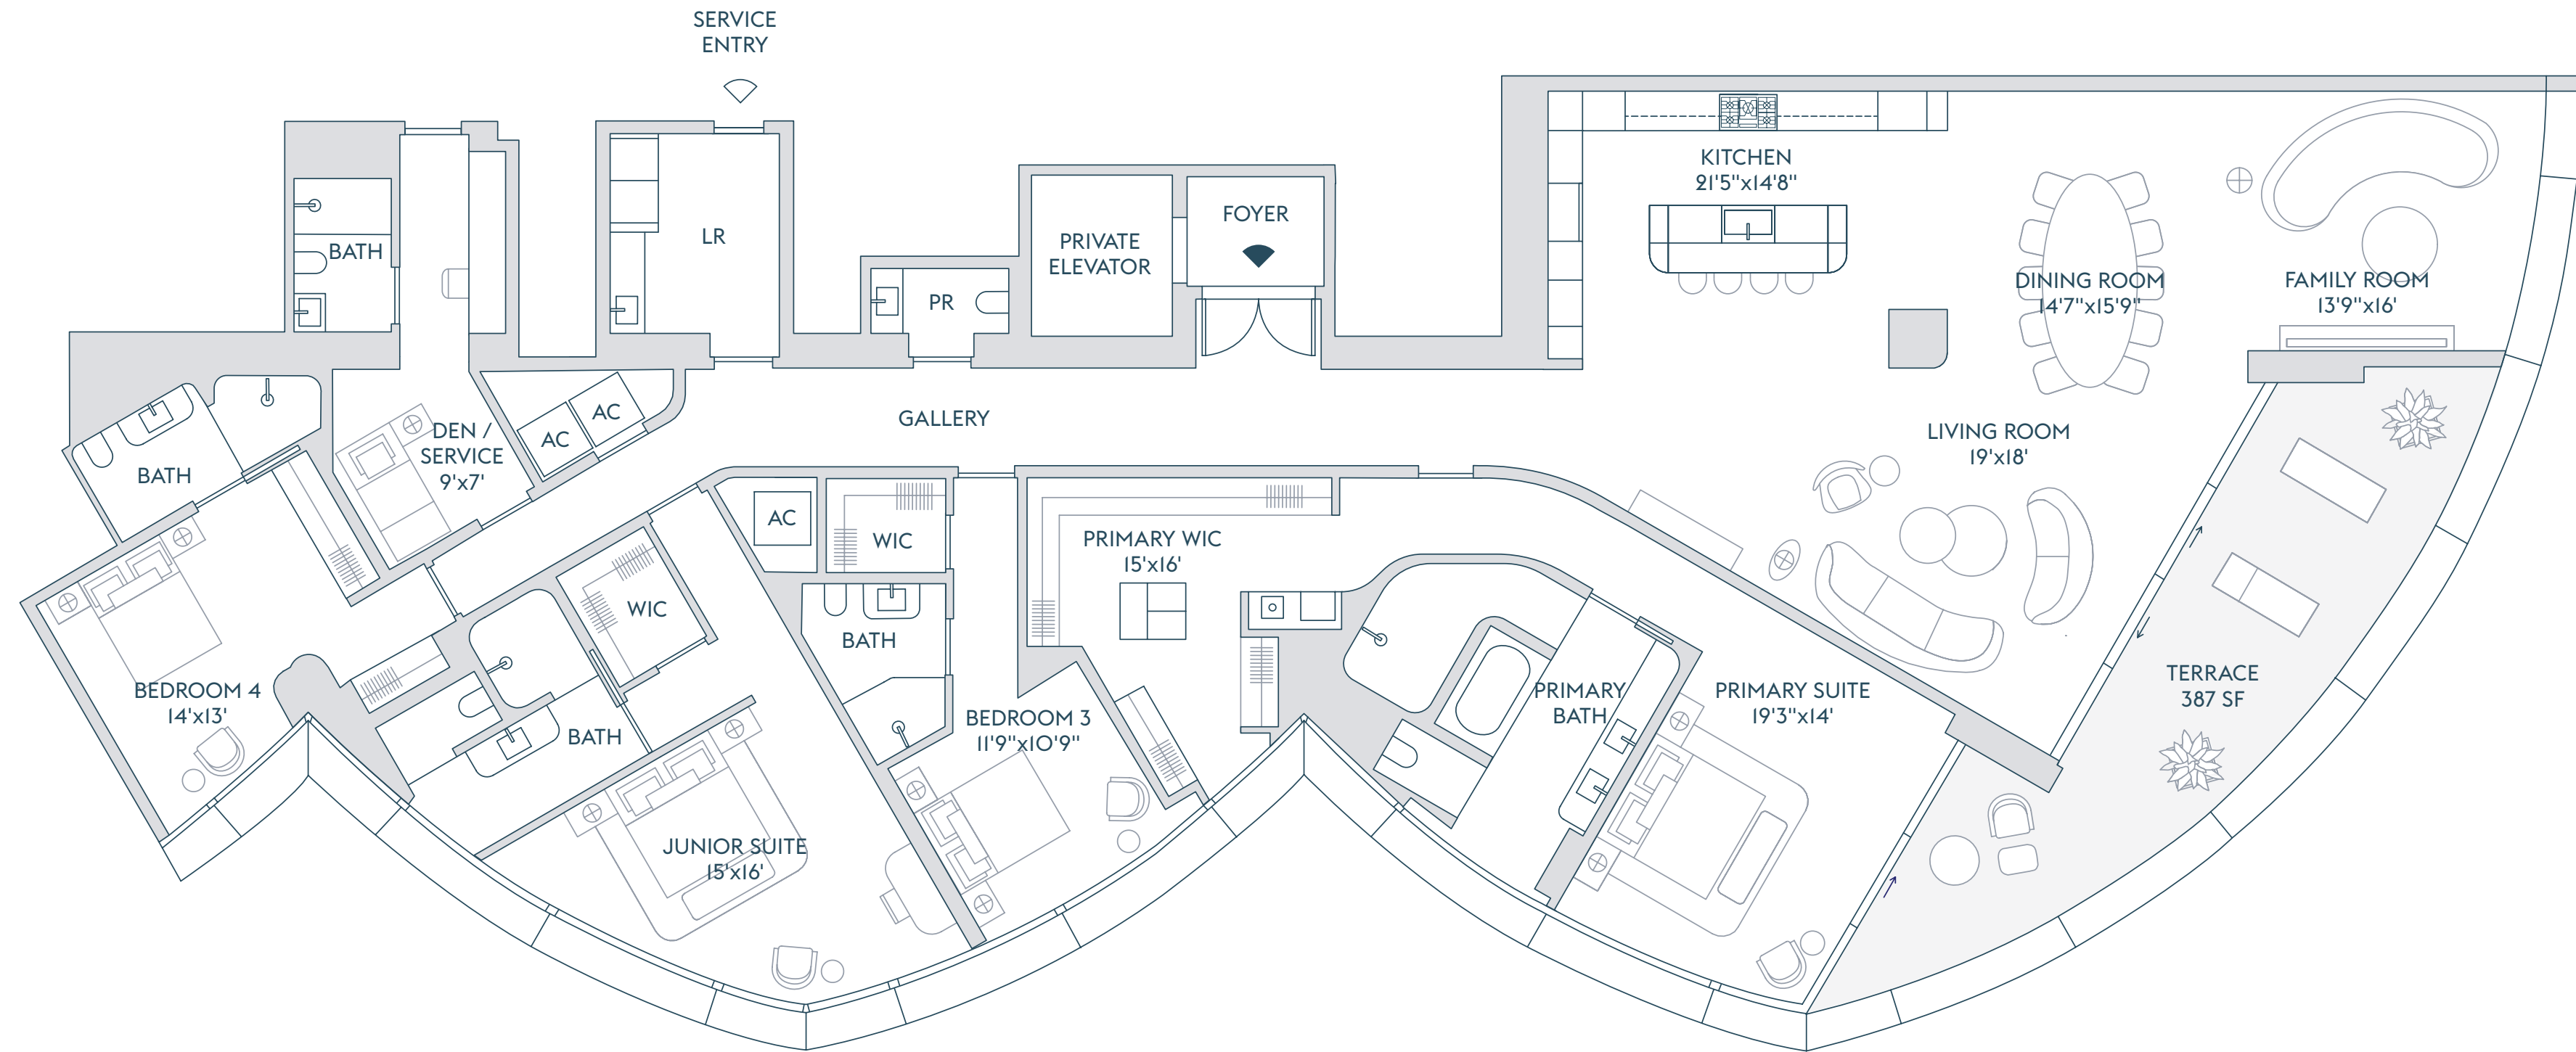 SERVICE
ENTRY
KITCHEN
21'5"x14'8"
BATH
LR
FOYER
PRIVATE
ELEVATOR
PR
DINING ROOM
14'7"x15'9"
FAMILY ROOM
13'9"x16'
GALLERY
AC
AC
DEN /
SERVICE
9'x7'
BATH
LIVING ROOM
19'x18'
AC
WIC
PRIMARY WIC
15'x16'
WIC
BATH
TERRACE
387 SF
BEDROOM 4
14'x13'
BATH
BEDROOM 3
11'9"x10'9"
PRIMARY
BATH
PRIMARY SUITE
19'3"x14'
JUNIOR SUITE
15'x16'